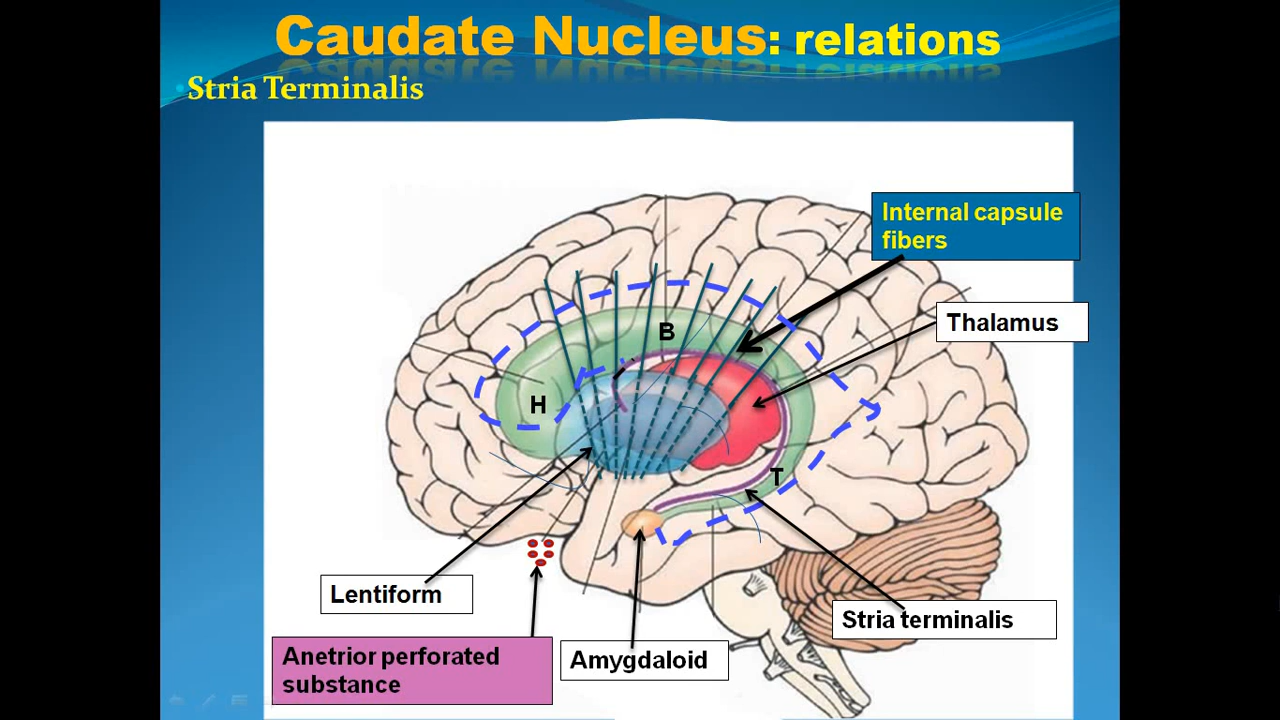 Caudate Nucleus: relations
•Stria Terminalis
Internal capsule
fibers
Thalamus
B
H
T
Lentiform
Stria terminalis
Anetrior perforated
substance
Amygdaloid